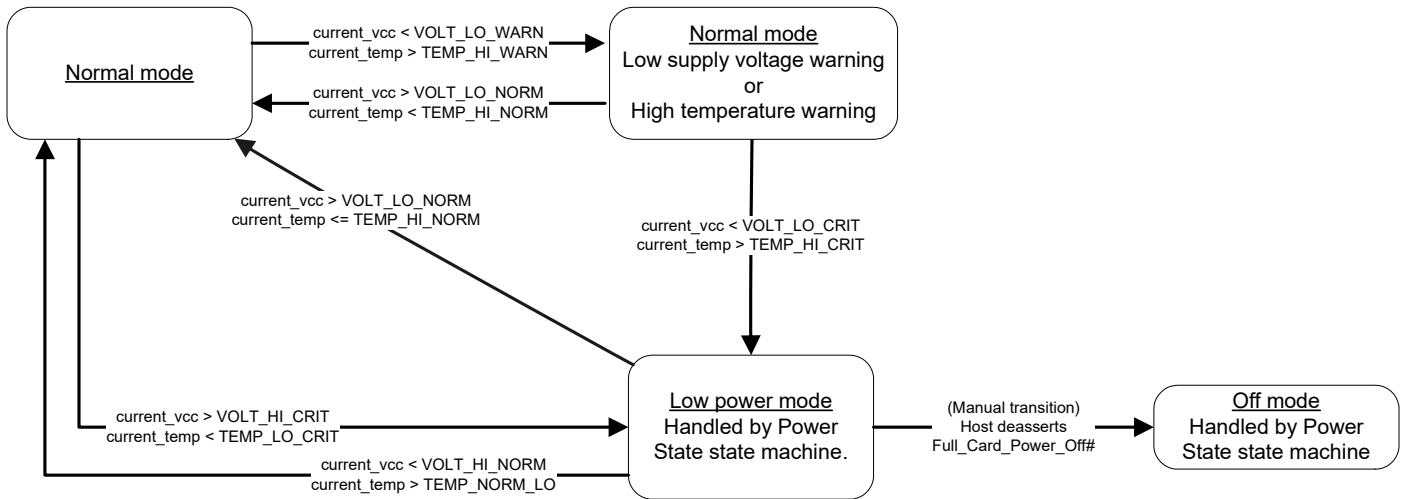 Normal mode
current_vcc < VOLT_LO_WARN
current_temp > TEMP_HI_WARN
current_vcc > VOLT_LO_NORM
current_temp < TEMP_HI_NORM
Normal mode
Low supply voltage warning
or
High temperature warning
current_vcc > VOLT_LO_NORM
current_temp <= TEMP_HI_NORM
current_vcc < VOLT_LO_CRIT
current_temp > TEMP_HI_CRIT
current_vcc > VOLT_HI_CRIT
current_temp < TEMP_LO_CRIT
current_vcc < VOLT_HI_NORM
current_temp > TEMP_NORM_LO
Low power mode
Handled by Power
State state machine.
(Manual transition)
Host deasserts
Full_Card_Power_Off#
Off mode
Handled by Power
State state machine